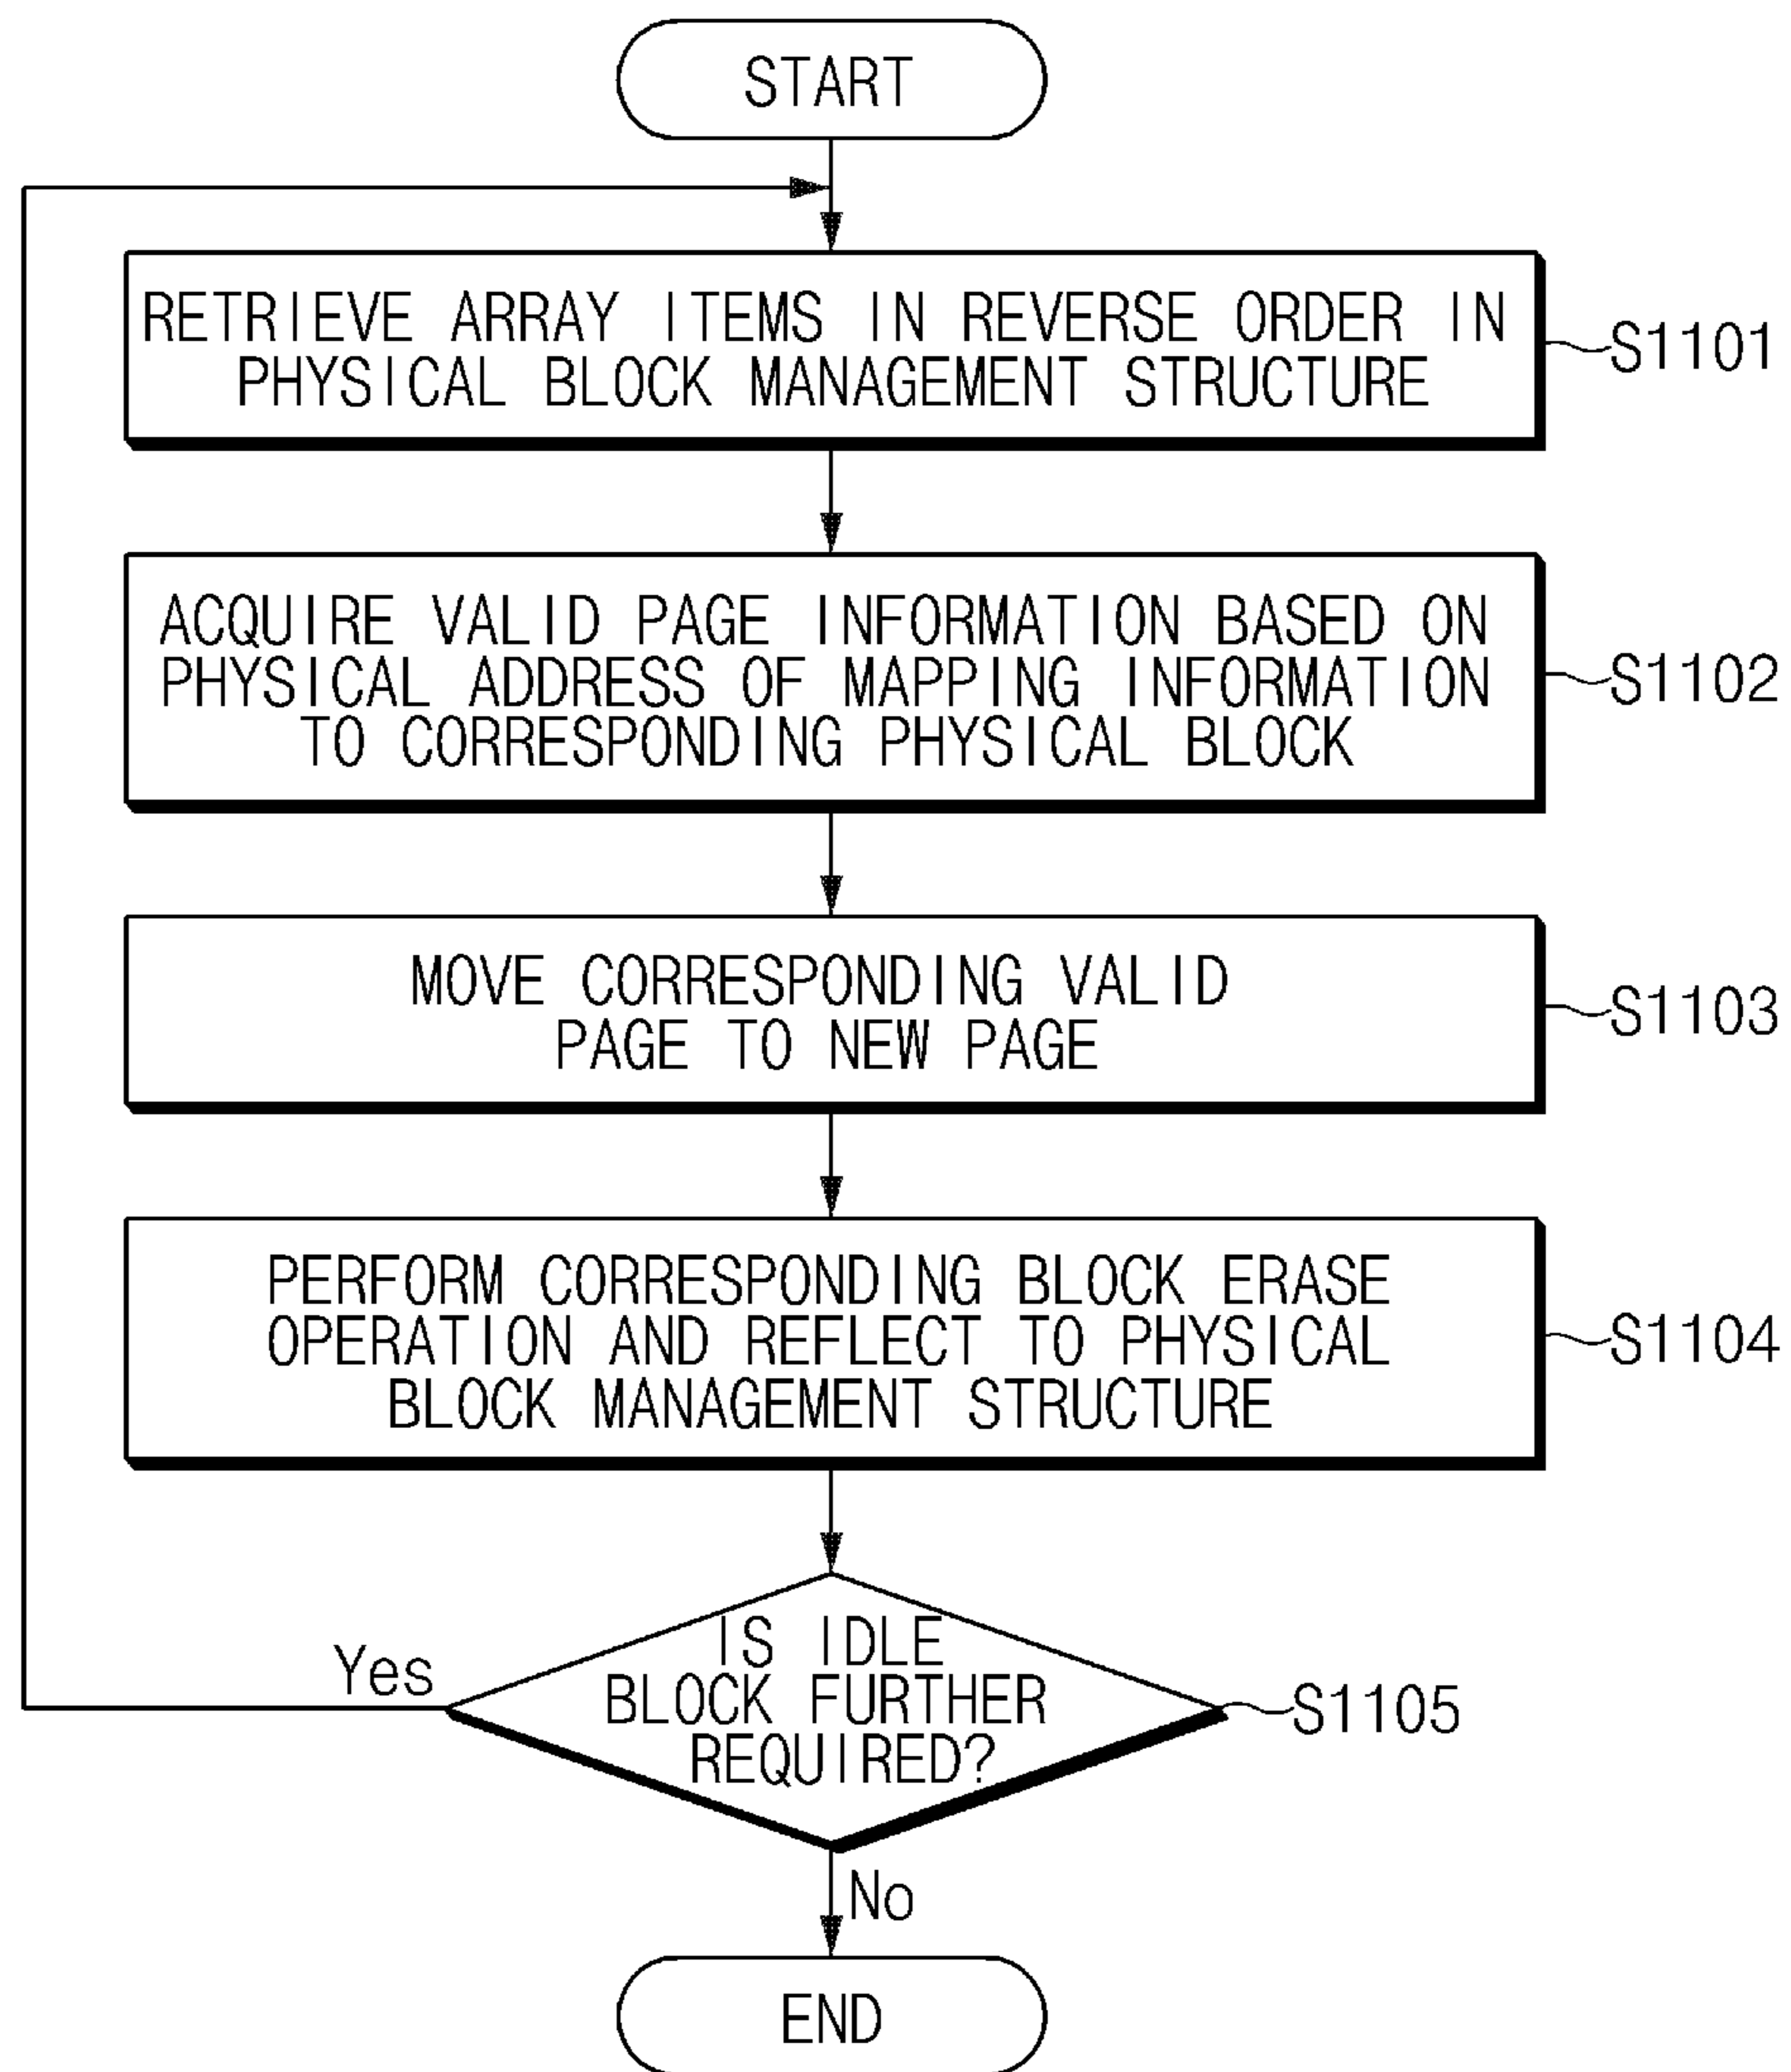 START
RETRIEVE ARRAY ITEMS IN REVERSE ORDER IN
PHYSICAL BLOCK MANAGEMENT STRUCTURE
S1101
ACQUIRE VALID PAGE INFORMATION BASED ON
PHYSICAL ADDRESS OF MAPPING INFORMATION
TO CORRESPONDING PHYSICAL BLOCK
S1102
MOVE CORRESPONDING VALID
PAGE TO NEW PAGE
S1103
PERFORM CORRESPONDING BLOCK ERASE
OPERATION AND REFLECT TO PHYSICAL
BLOCK MANAGEMENT STRUCTURE
S1104
IS IDLE
BLOCK FURTHER
REQUIRED?
S1105
Yes
No
END